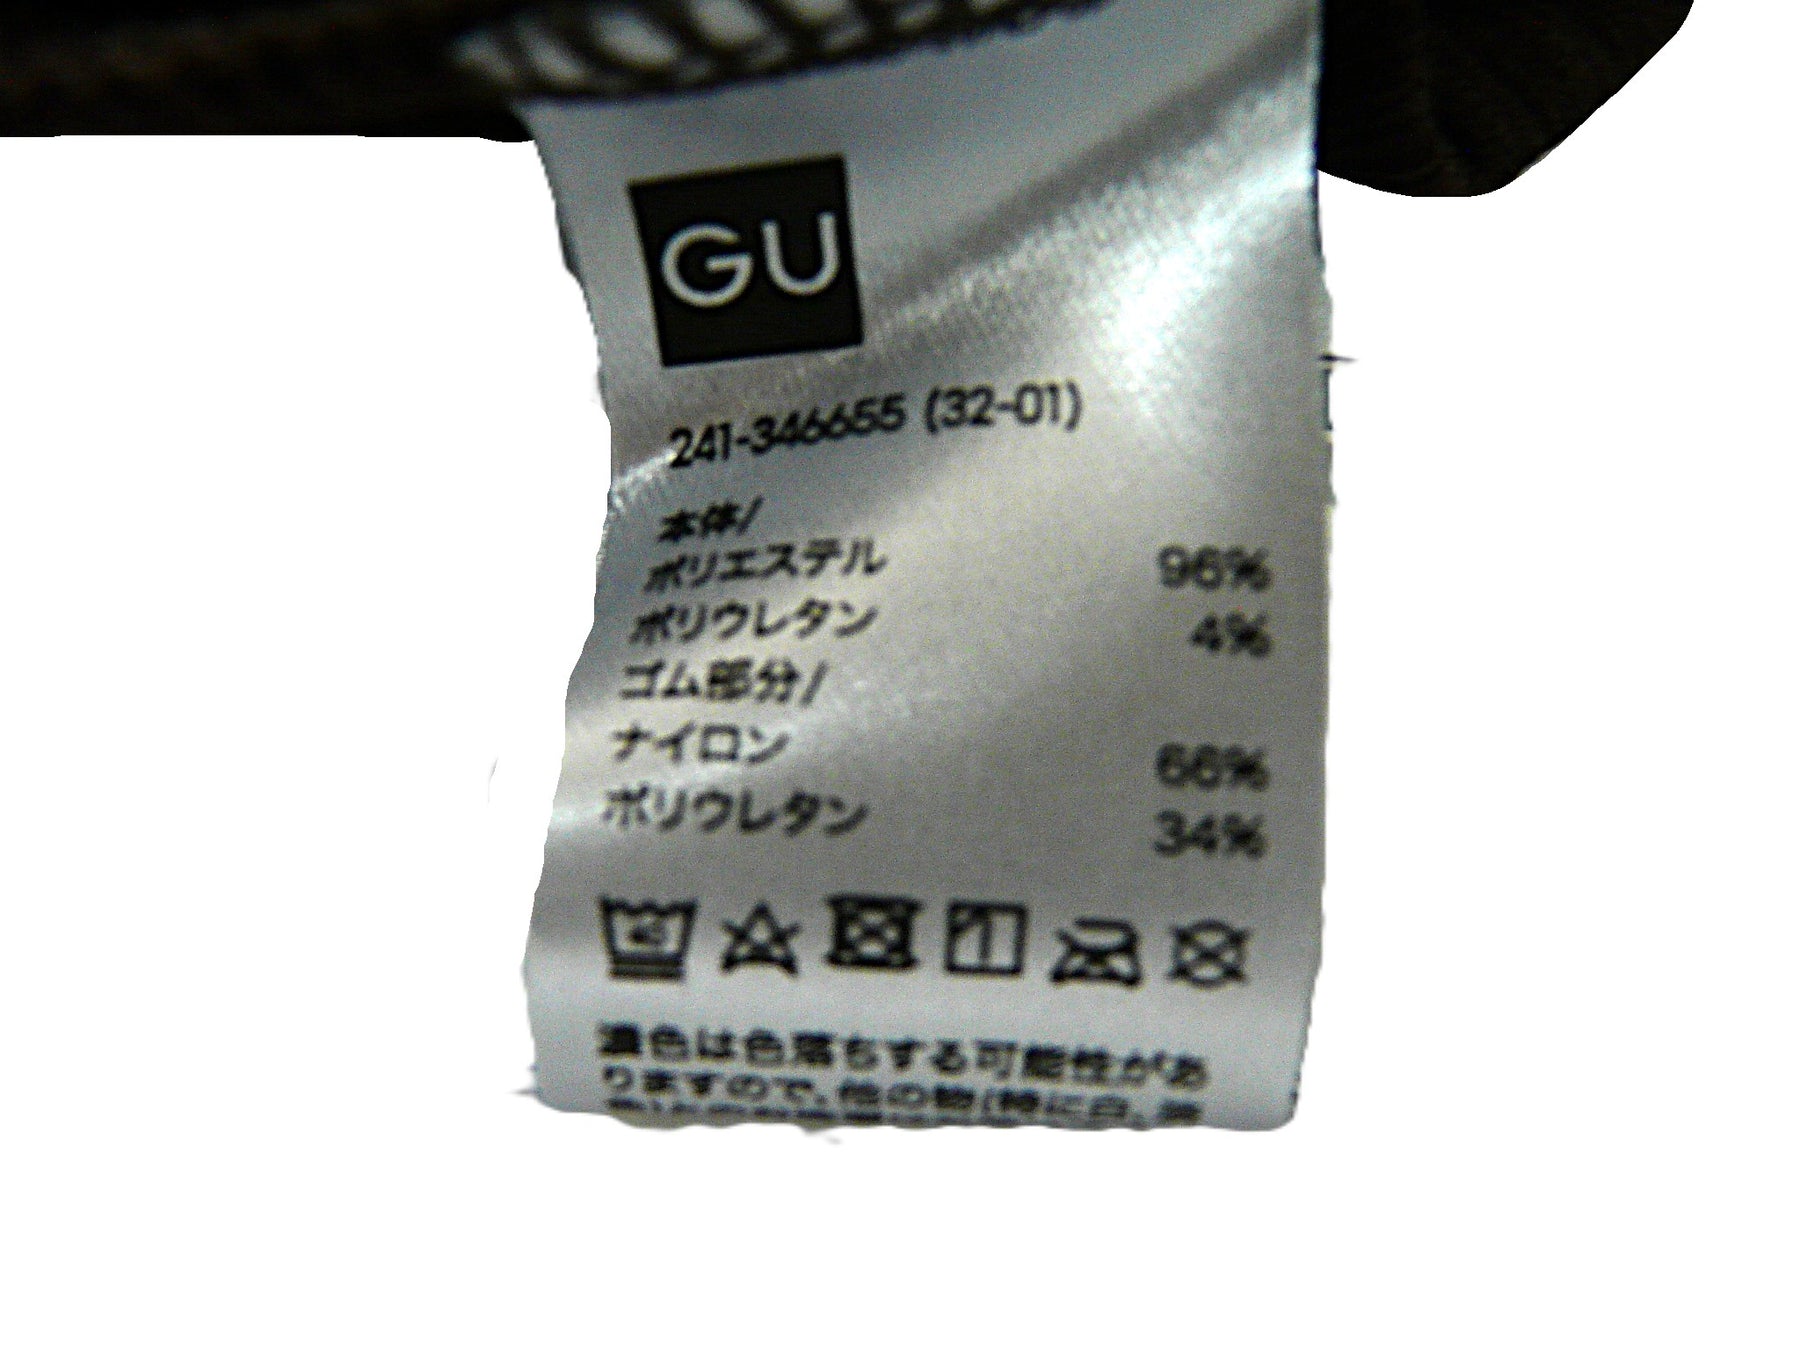 GU
241-346655 (32-01)
本体/
ポリエステル 96%
ポリウレタン 4%
ゴム部分/
ナイロン 66%
ポリウレタン 34%
40
濃色は色落ちする可能性があ
りますので、他の物(特に白、淡